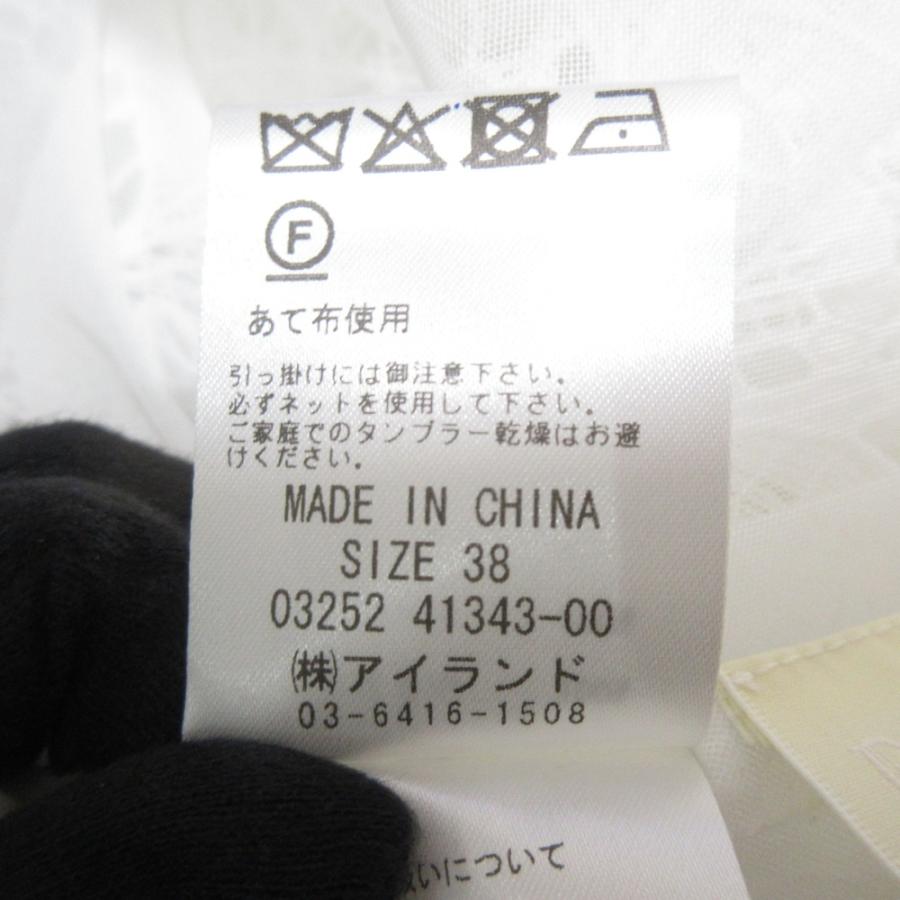 F
あて布使用
引っ掛けには御注意下さい。
必ずネットを使用して下さい。
ご家庭でのタンブラー乾燥はお避
けください。
MADE IN CHINA
SIZE 38
03252 41343-00
㈱アイランド
03-6416-1508
いについて